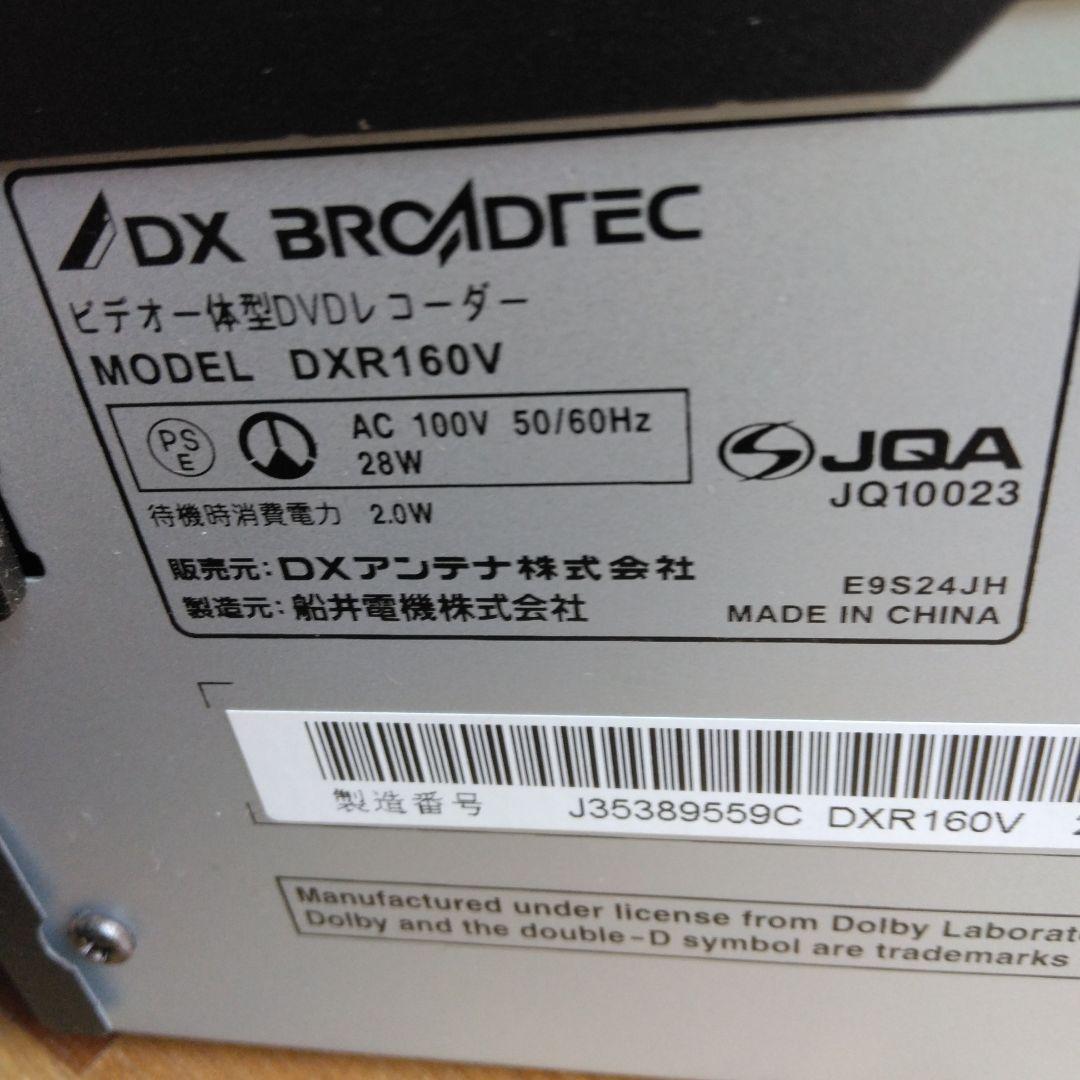 DX BROADTEC
ビデオ一体型DVDレコーダー
MODEL DXR160V
PS
E
AC 100V 50/60Hz
28W
JQA
JQ10023
待機時消費電力 2.0W
販売元:DXアンテナ株式会社
製造元:船井電機株式会社
E9S24JH
MADE IN CHINA
製造番号 J35389559C DXR160V
Manufactured under license from Dolby
Dolby and the double-D symbol are trademarks